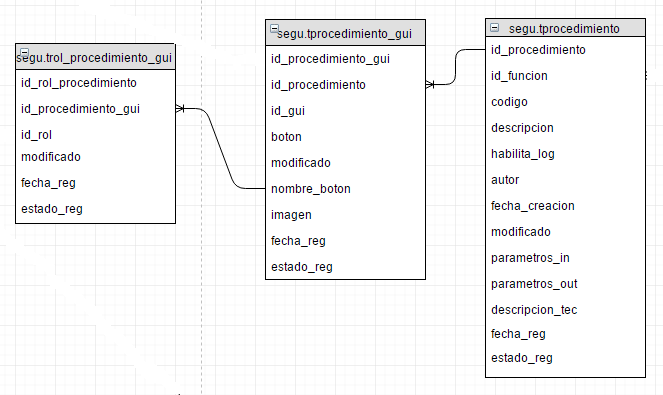 segu.trol_procedimiento_gui
id_rol_procedimiento
id_procedimiento_gui
id_rol
modificado
fecha_reg
estado_reg
segu.tprocedimiento_gui
id_procedimiento_gui
id_procedimiento
id_gui
boton
modificado
nombre_boton
imagen
fecha_reg
estado_reg
segu.tprocedimiento
id_procedimiento
id_funcion
codigo
descripcion
habilita_log
autor
fecha_creacion
modificado
parametros_in
parametros_out
descripcion_tec
fecha_reg
estado_reg